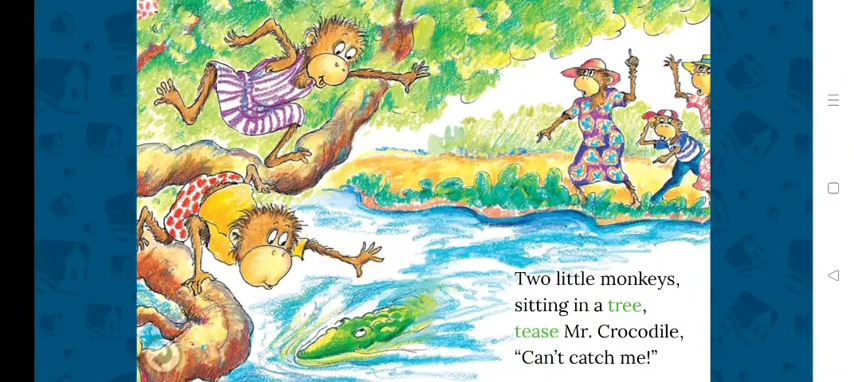 Two little monkeys,
sitting in a tree,
tease Mr. Crocodile,
“Can’t catch me!”